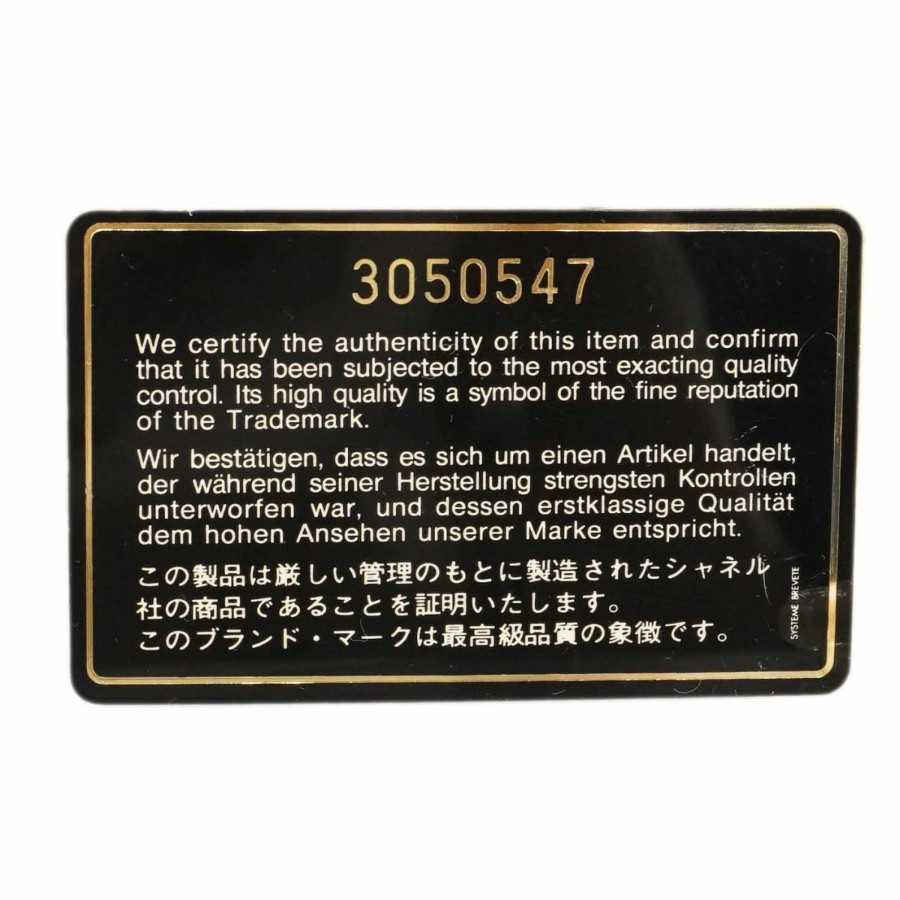 3050547
We certify the authenticity of this item and confirm
that it has been subjected to the most exacting quality
control. Its high quality is a symbol of the fine reputation
of the Trademark.
Wir bestätigen, dass es sich um einen Artikel handelt,
der während seiner Herstellung strengsten Kontrollen
unterworfen war, und dessen erstklassige Qualität
dem hohen Ansehen unserer Marke entspricht.
この製品は厳しい管理のもとに製造されたシャネル
社の商品であることを証明いたします。
このブランド・マークは最高級品質の象徴です。
SYSTEME BREVETE